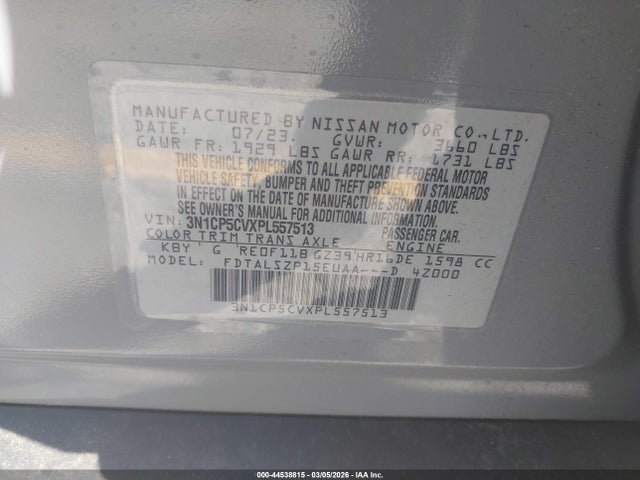 MANUFACTURED BY NISSAN MOTOR CO., LTD.
DATE: 07/23. GVWR: 3660 LBS
GAWR FR: 1929 LBS GAWR RR: 1731 LBS
THIS VEHICLE CONFORMS TO ALL APPLICABLE FEDERAL MOTOR
VEHICLE SAFETY, BUMPER AND THEFT PREVENTION STANDARDS
IN EFFECT ON THE DATE OF MANUFACTURE SHOWN ABOVE.
SEE OWNER'S MANUAL FOR ADDITIONAL INFORMATION.
VIN: 3N1CP5CVXPL557513 PASSENGER CAR.
COLOR TRIM TRANS AXLE ENGINE
KBY G RE0F11B GZ39 HR16DE 1598 CC
FDTALSZP15EUAA---D 4Z000
3N1CP5CVXPL557513
000-44538815 - 03/05/2026 - IAA Inc.